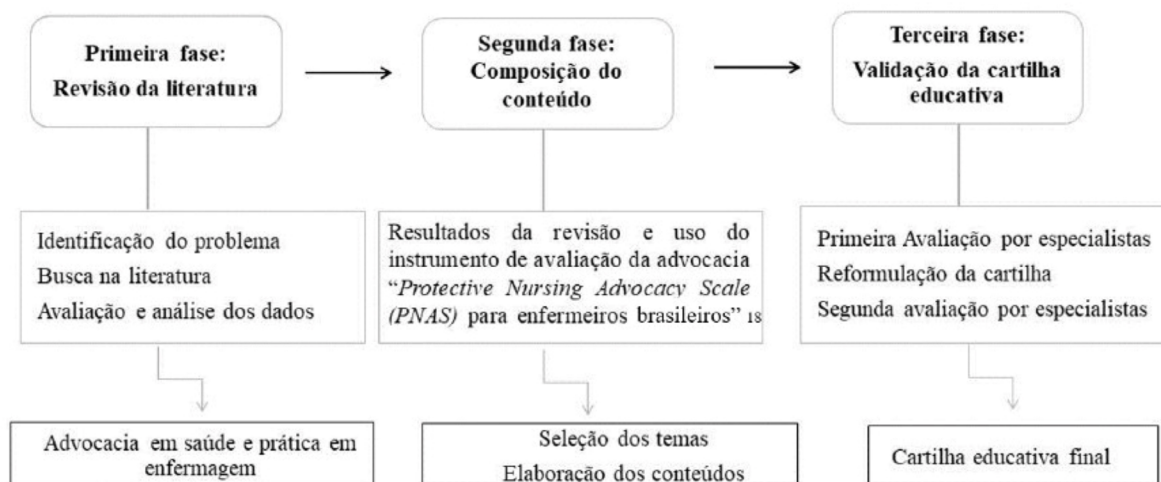 Primeira fase:
Revisão da literatura
Segunda fase:
Composição do
conteúdo
Terceira fase:
Validação da cartilha
educativa
Identificação do problema
Busca na literatura
Avaliação e análise dos dados
Resultados da revisão e uso do
instrumento de avaliação da advocacia
“Protective Nursing Advocacy Scale
(PNAS) para enfermeiros brasileiros” 18
Primeira Avaliação por especialistas
Reformulação da cartilha
Segunda avaliação por especialistas
Advocacia em saúde e prática em
enfermagem
Seleção dos temas
Elaboração dos conteúdos
Cartilha educativa final